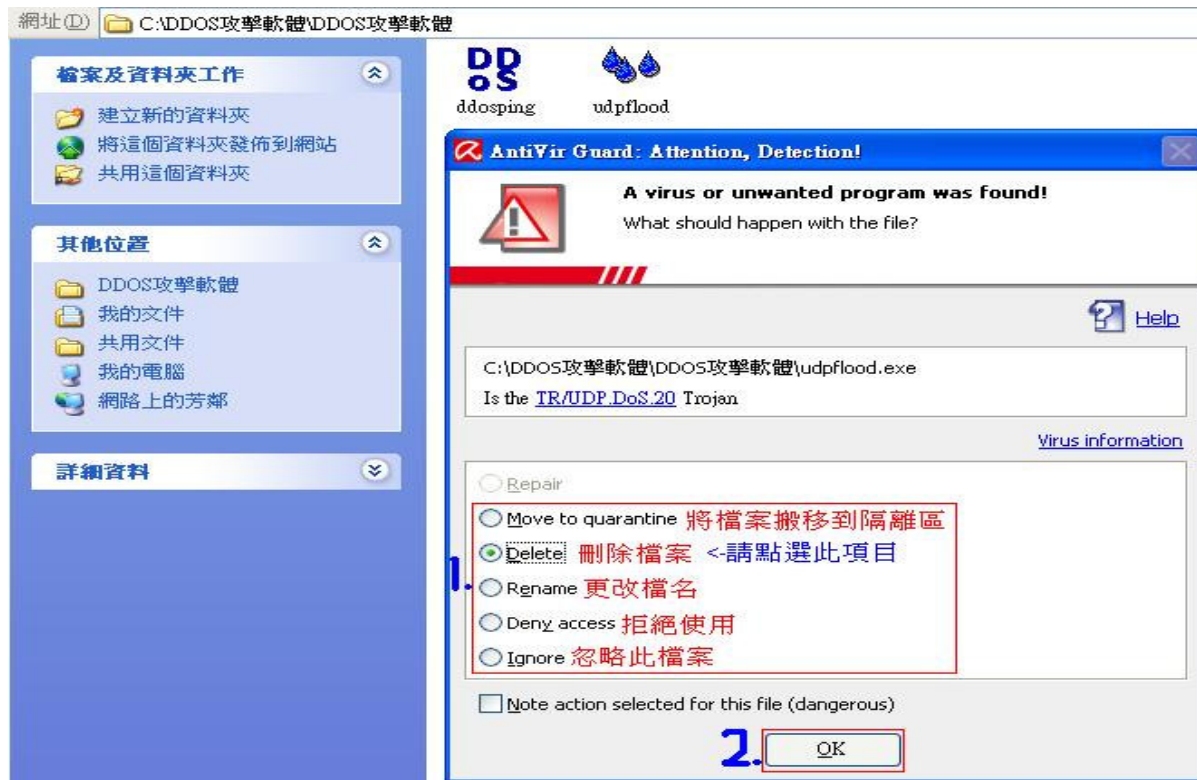 網址(D) C:\DDOS攻擊軟體\DDOS攻擊軟體
檔案及資料夾工作
建立新的資料夾
將這個資料夾發佈到網站
共用這個資料夾
其他位置
DDOS攻擊軟體
我的文件
共用文件
我的電腦
網路上的芳鄰
詳細資料
DDoS
ddosping
udpflood
AntiVir Guard: Attention, Detection!
A virus or unwanted program was found!
What should happen with the file?
Help
C:\DDOS攻擊軟體\DDOS攻擊軟體\udpflood.exe
Is the TR/UDP.DoS.20 Trojan
Virus information
Repair
Move to quarantine 將檔案搬移到隔離區
Delete 刪除檔案 <-請點選此項目
1.
Rename 更改檔名
Deny access 拒絕使用
Ignore 忽略此檔案
Note action selected for this file (dangerous)
2. OK